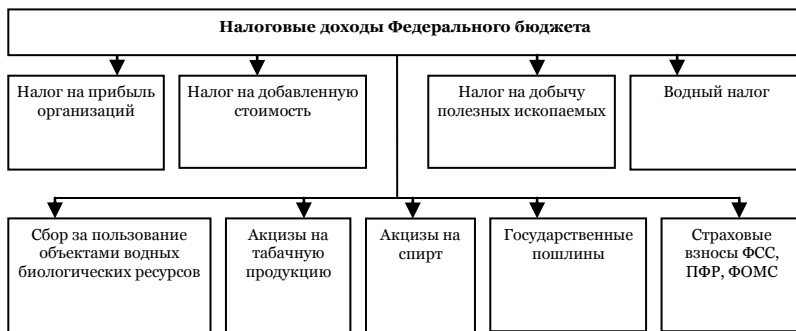 Налоговые доходы Федерального бюджета
Налог на прибыль
организаций
Налог на добавленную
стоимость
Налог на добычу
полезных ископаемых
Водный налог
Сбор за пользование
объектами водных
биологических ресурсов
Акцизы на
табачную
продукцию
Акцизы на
спирт
Государственные
пошлины
Страховые
взносы ФСС,
ПФР, ФОМС